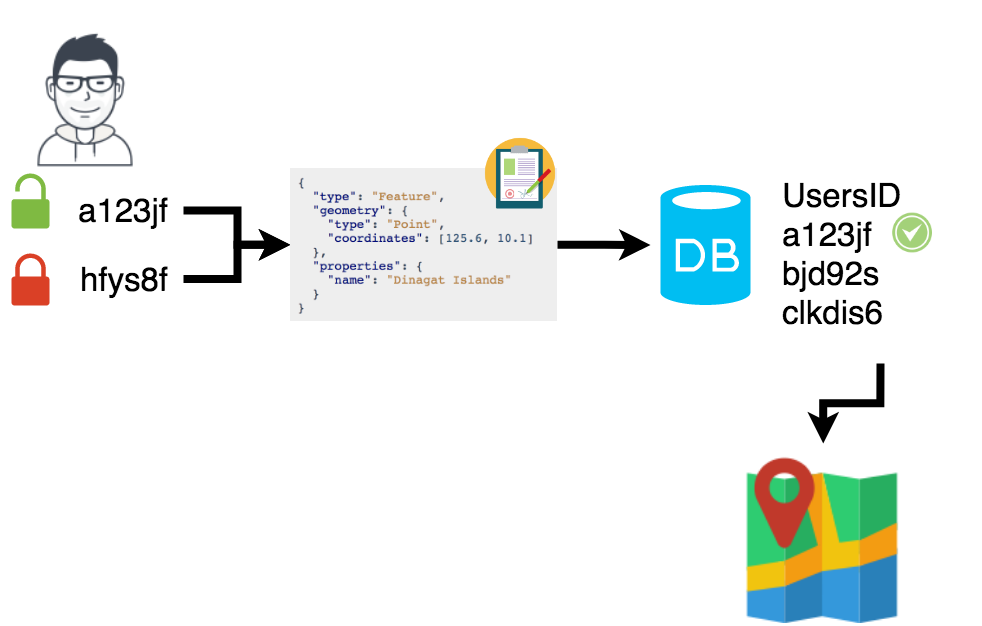 a123jf
hfys8f
{
"type": "Feature",
"geometry": {
"type": "Point",
"coordinates": [125.6, 10.1]
},
"properties": {
"name": "Dinagat Islands"
}
}
DB
UsersID
a123jf
bjd92s
clkdis6